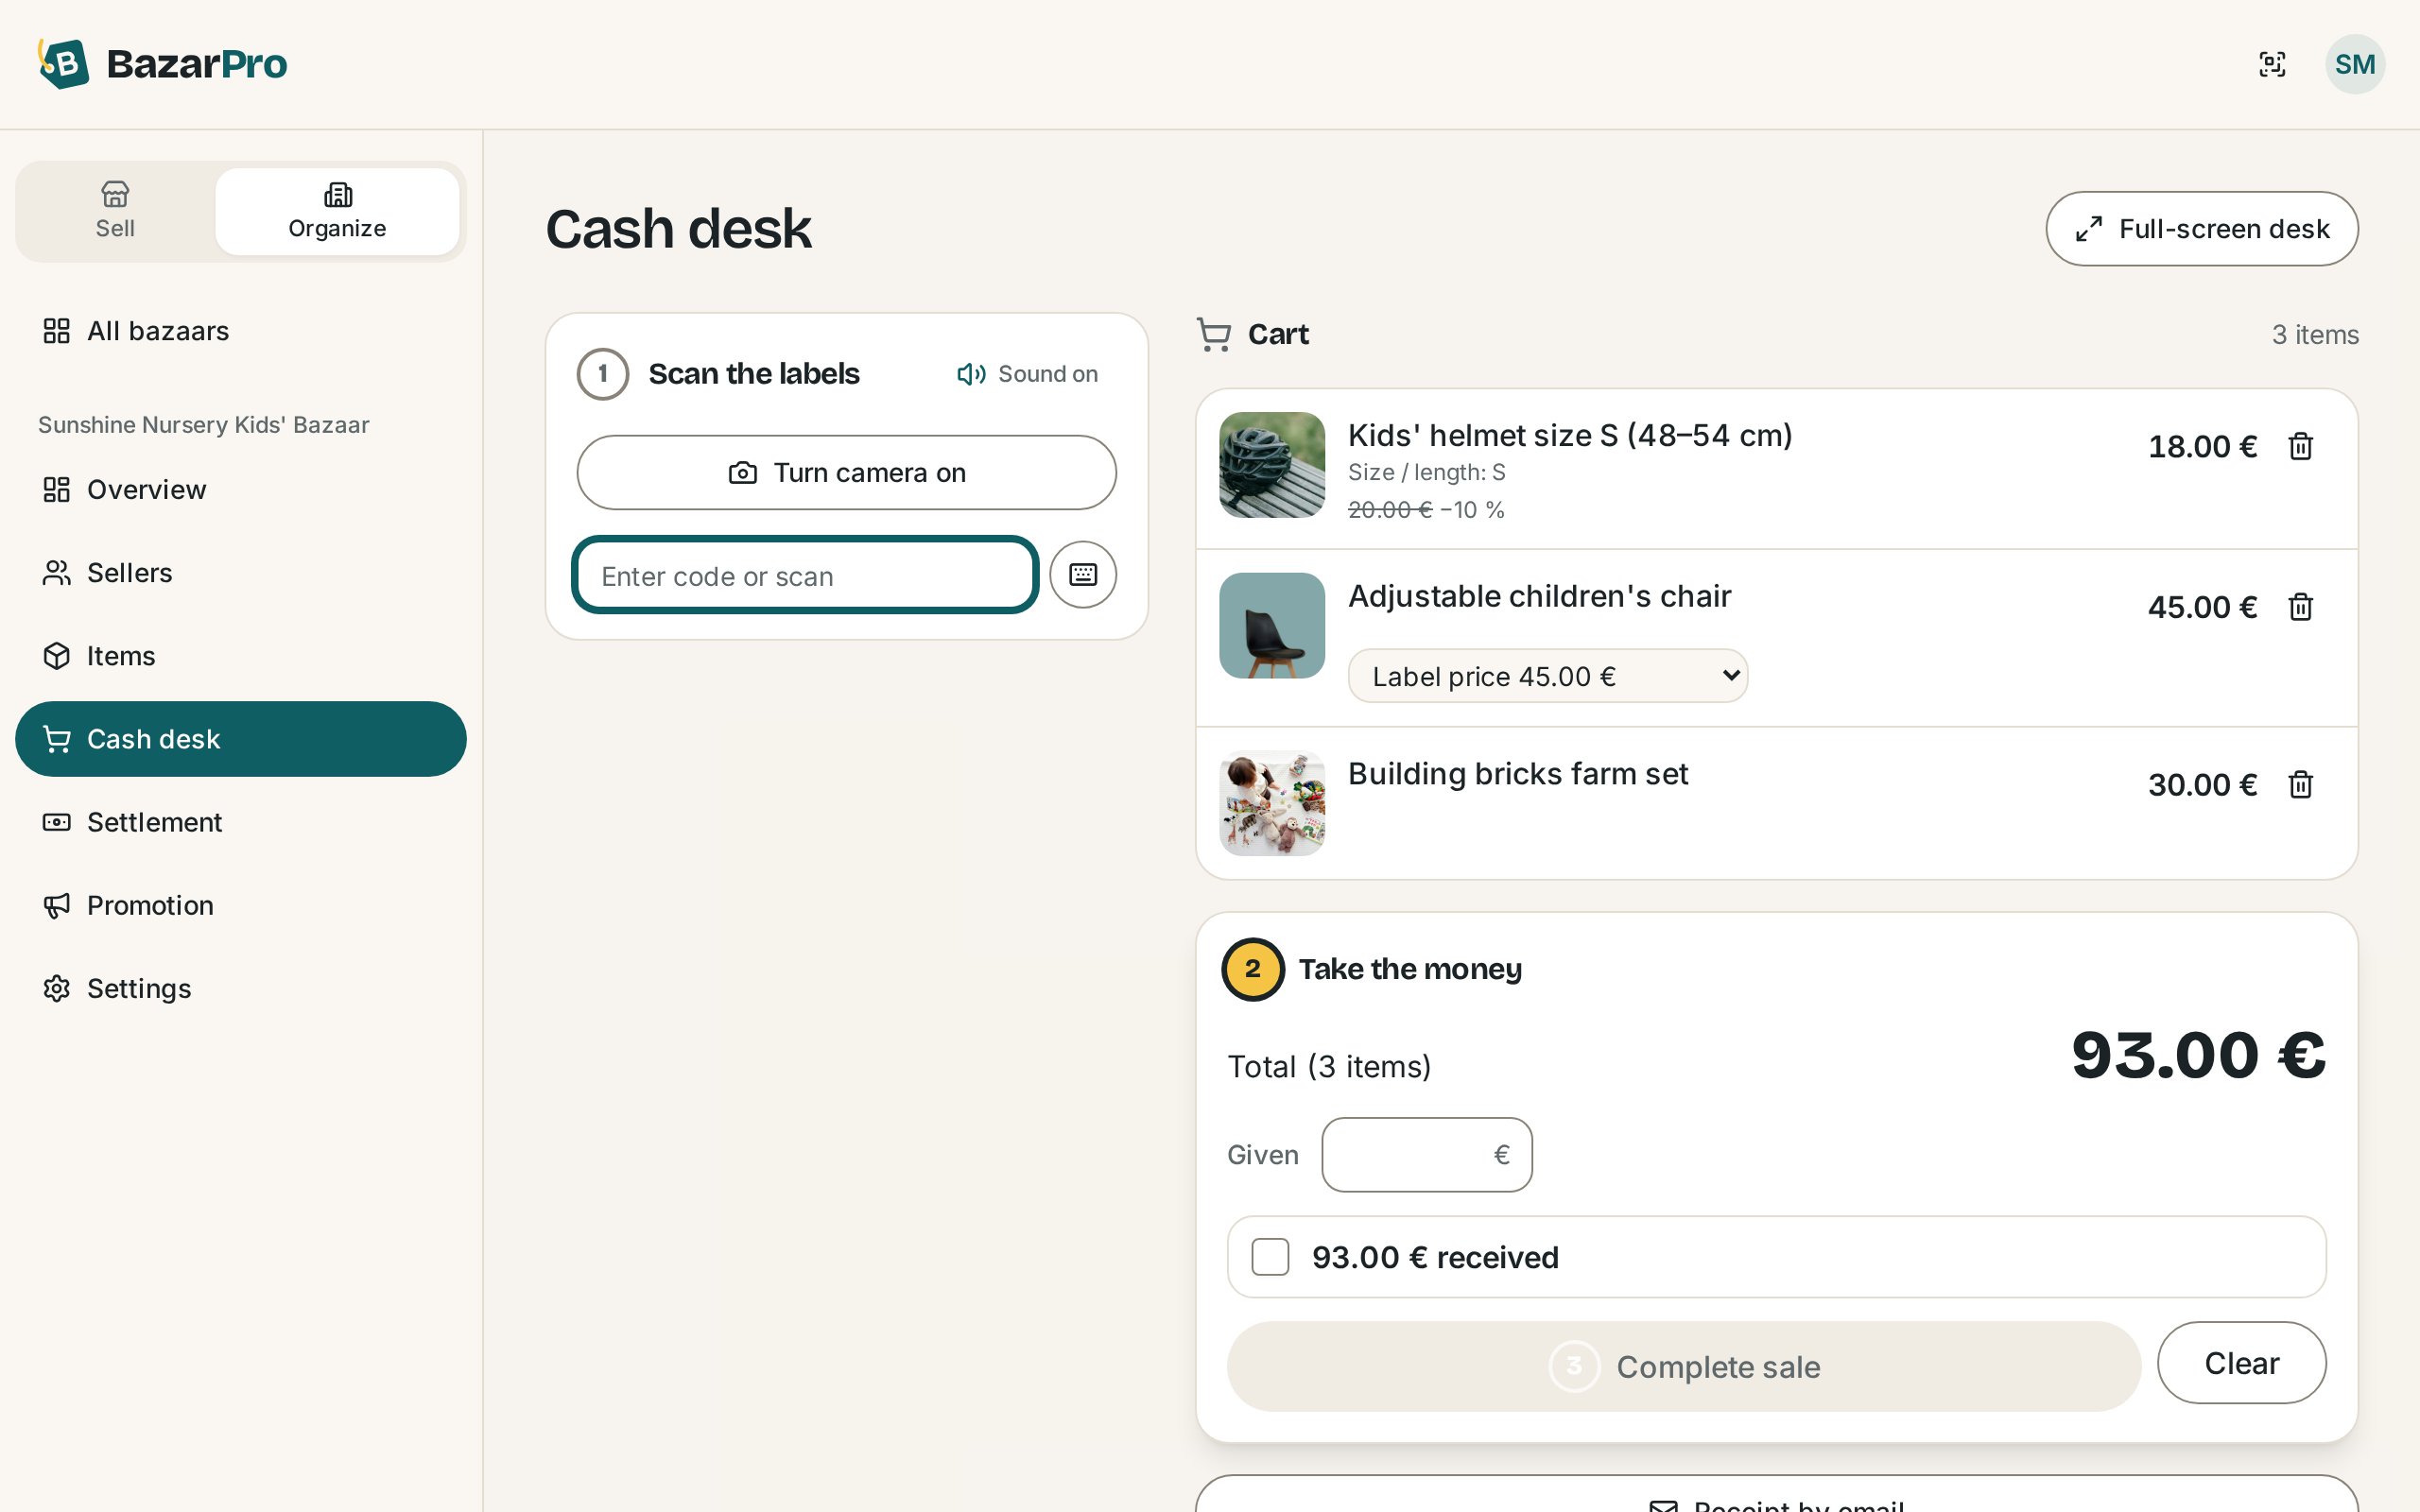 BazarPro
SM
Sell
Organize
All bazaars
Sunshine Nursery Kids' Bazaar
Overview
Sellers
Items
Cash desk
Settlement
Promotion
Settings
Cash desk
Full-screen desk
1 Scan the labels
Sound on
Turn camera on
Enter code or scan
Cart
3 items
Kids' helmet size S (48–54 cm)
Size / length: S
20.00 € −10 %
18.00 €
Adjustable children's chair
45.00 €
Label price 45.00 €
Building bricks farm set
30.00 €
2 Take the money
Total (3 items)
93.00 €
Given
€
93.00 € received
3 Complete sale
Clear
Receipt by email